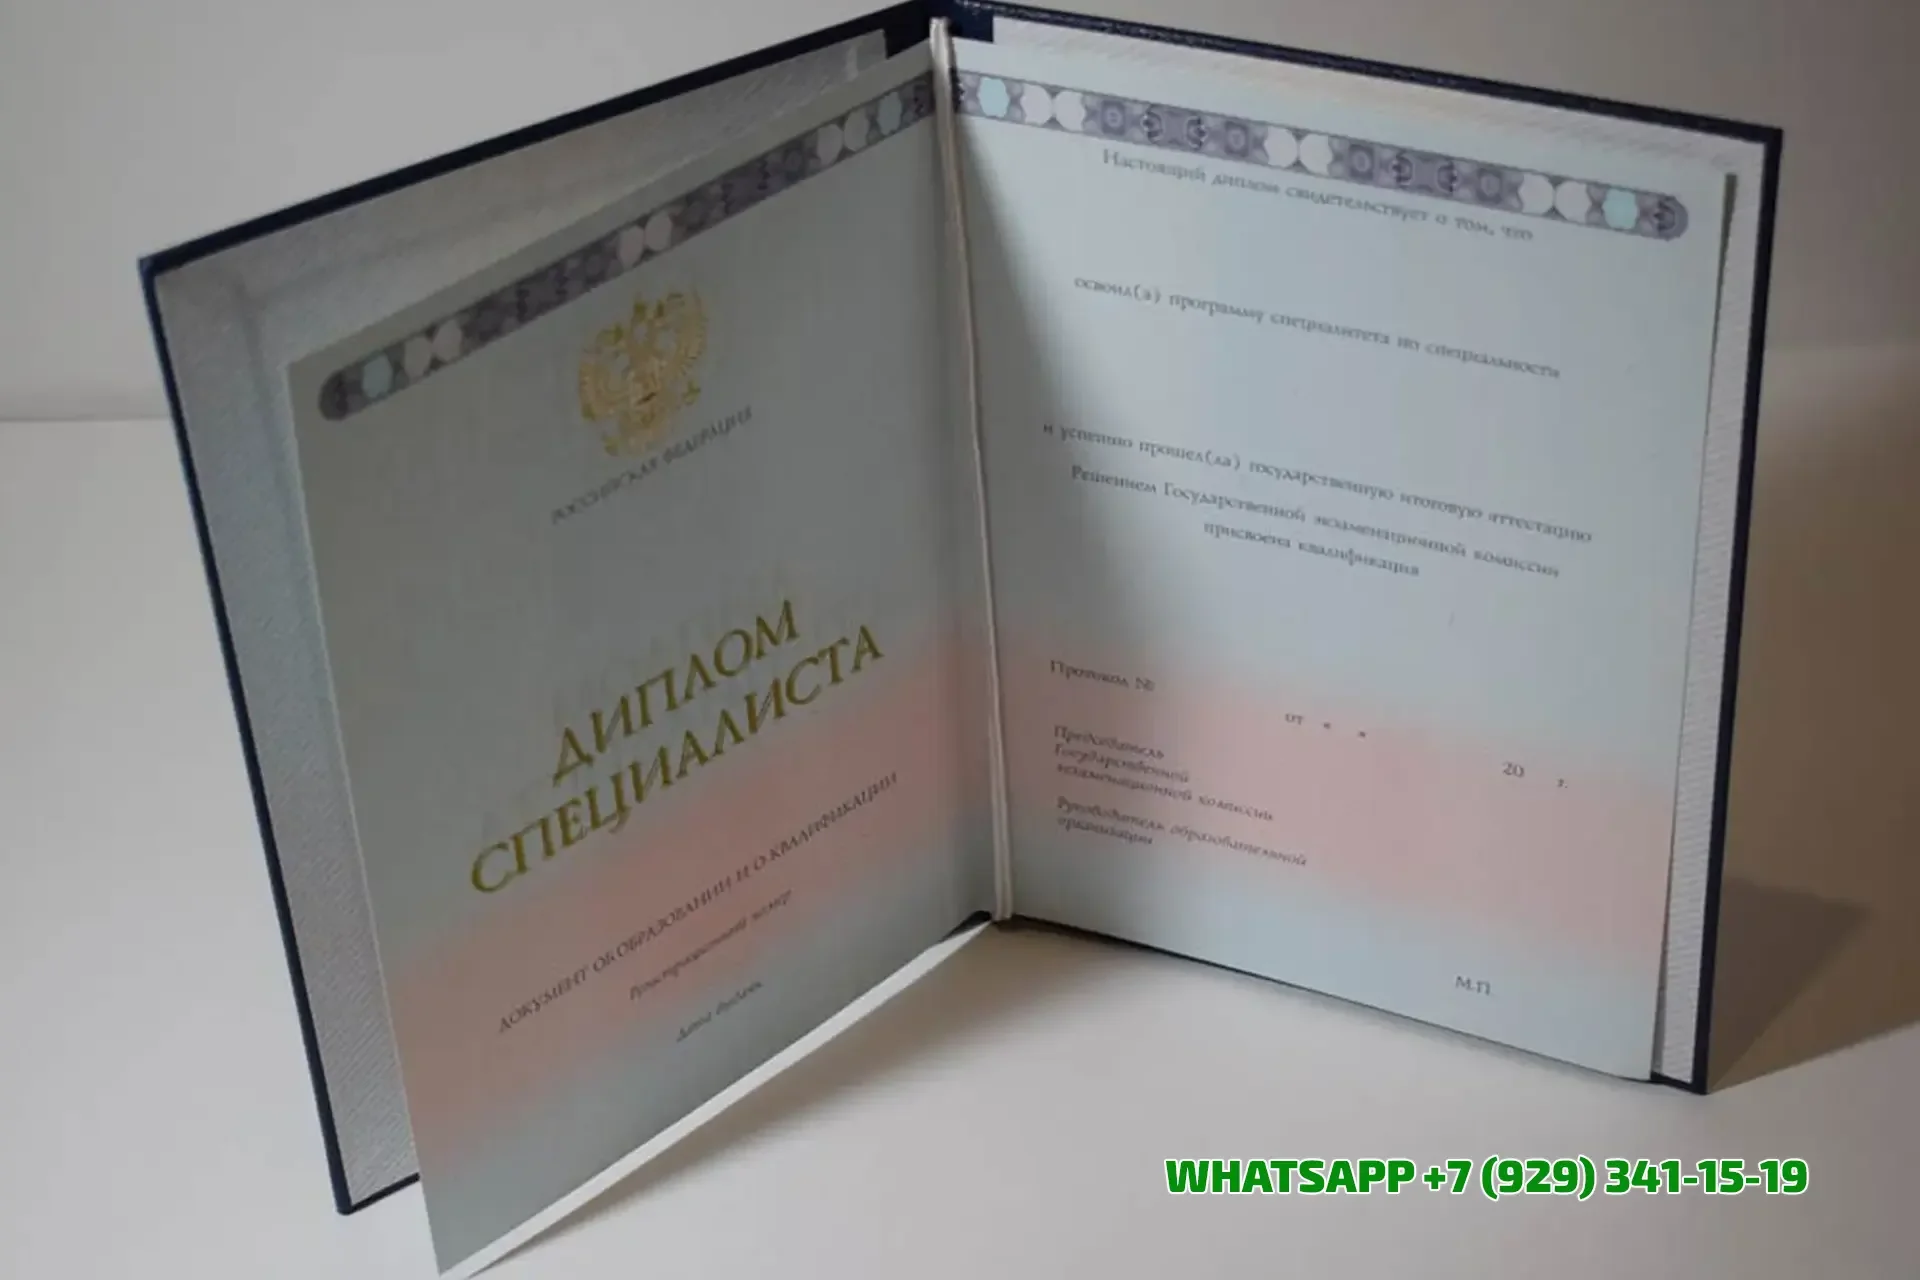 РОССИЙСКАЯ ФЕДЕРАЦИЯ
ДИПЛОМ
СПЕЦИАЛИСТА
ДОКУМЕНТ ОБ ОБРАЗОВАНИИ И О КВАЛИФИКАЦИИ
Регистрационный номер
Дата выдачи
Настоящий диплом свидетельствует о том, что
освоил(а) программу специалитета по специальности
и успешно прошел(ла) государственную итоговую аттестацию
Решением Государственной экзаменационной комиссии
присвоена квалификация
Протокол №
от « »
20 г.
Председатель
Государственной
экзаменационной комиссии
Руководитель образовательной
организации
М.П.
WHATSAPP +7 (929) 341-15-19